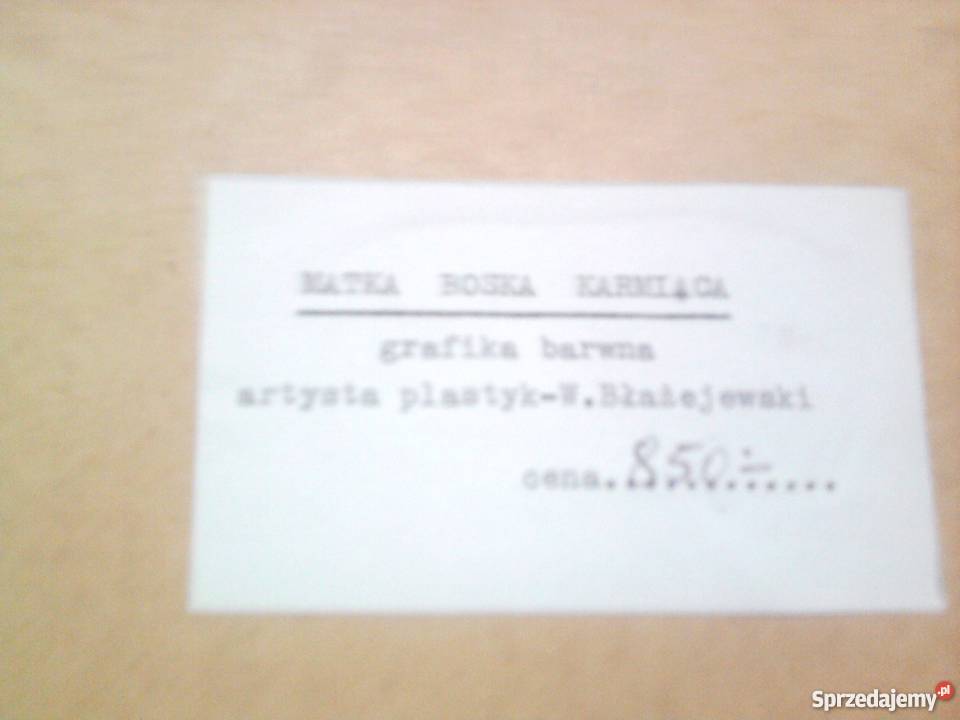 MATKA BOSKA KARMIĄCA
grafika barwna
artysta plastyk-W.Błażejewski
cena.850.-..........
Sprzedajemy.pl